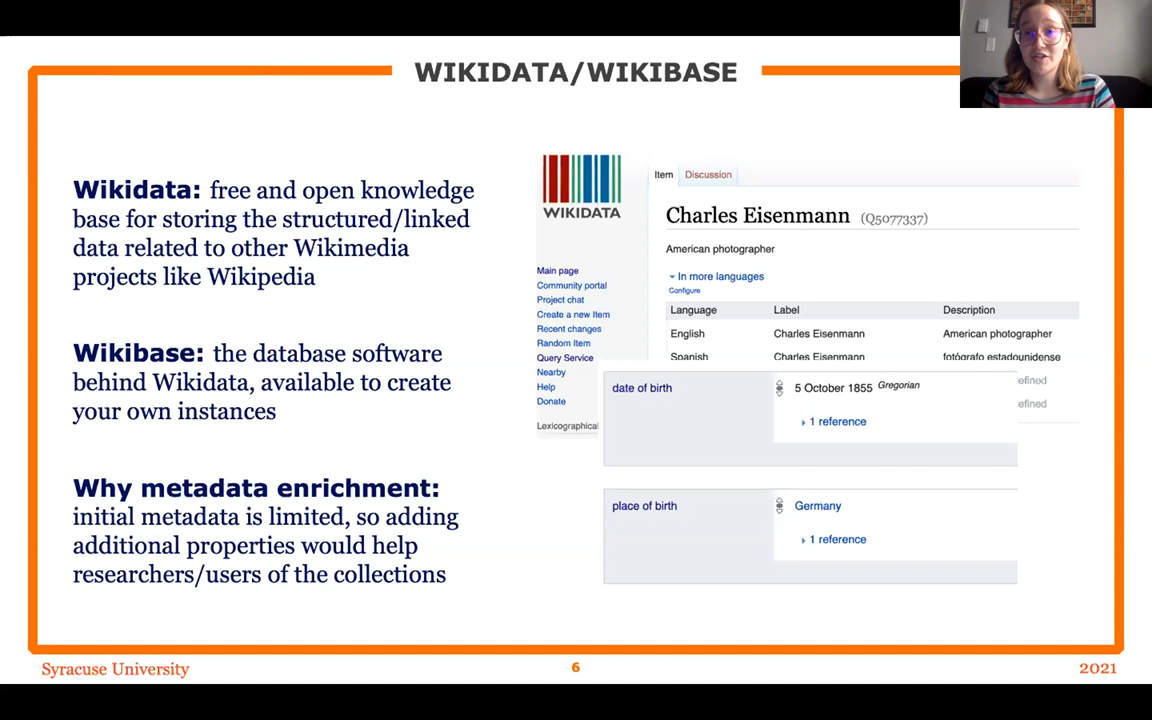 WIKIDATA/WIKIBASE
Wikidata: free and open knowledge
base for storing the structured/linked
data related to other Wikimedia
projects like Wikipedia
Wikibase: the database software
behind Wikidata, available to create
your own instances
Why metadata enrichment:
initial metadata is limited, so adding
additional properties would help
researchers/users of the collections
WIKIDATA
Main page
Community portal
Project chat
Create a new Item
Recent changes
Random Item
Query Service
Nearby
Help
Donate
Lexicographical
Item Discussion
Charles Eisenmann (Q5077337)
American photographer
In more languages
Configure
Language Label Description
English Charles Eisenmann American photographer
Spanish Charles Eisenmann fotógrafo estadounidense
efined
efined
date of birth
5 October 1855 Gregorian
1 reference
place of birth
Germany
1 reference
Syracuse University
6
2021